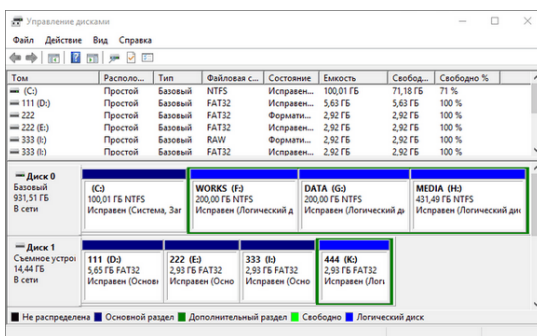 Управление дисками
Файл Действие Вид Справка
Том Располо... Тип Файловая с... Состояние Емкость Свобод... Свободно %
(C:) Простой Базовый NTFS Исправен... 100,01 ГБ 71,18 ГБ 71 %
111 (D:) Простой Базовый FAT32 Исправен... 5,63 ГБ 5,63 ГБ 100 %
222 Простой Базовый FAT32 Формати... 2,92 ГБ 2,92 ГБ 100 %
222 (E:) Простой Базовый FAT32 Исправен... 2,92 ГБ 2,92 ГБ 100 %
333 (I:) Простой Базовый RAW Формати... 2,92 ГБ 2,92 ГБ 100 %
333 (I:) Простой Базовый FAT32 Исправен... 2,92 ГБ 2,92 ГБ 100 %
Диск 0
Базовый
931,51 ГБ
В сети
(C:)
100,01 ГБ NTFS
Исправен (Система, Заг
WORKS (F:)
200,00 ГБ NTFS
Исправен (Логический д
DATA (G:)
200,00 ГБ NTFS
Исправен (Логический ди
MEDIA (H:)
431,49 ГБ NTFS
Исправен (Логический дис
Диск 1
Съемное устрой
14,44 ГБ
В сети
111 (D:)
5,65 ГБ FAT32
Исправен (Основ
222 (E:)
2,93 ГБ FAT32
Исправен (Осно
333 (I:)
2,93 ГБ FAT32
Исправен (Осно
444 (K:)
2,93 ГБ FAT32
Исправен (Логи
Не распределена Основной раздел Дополнительный раздел Свободно Логический диск